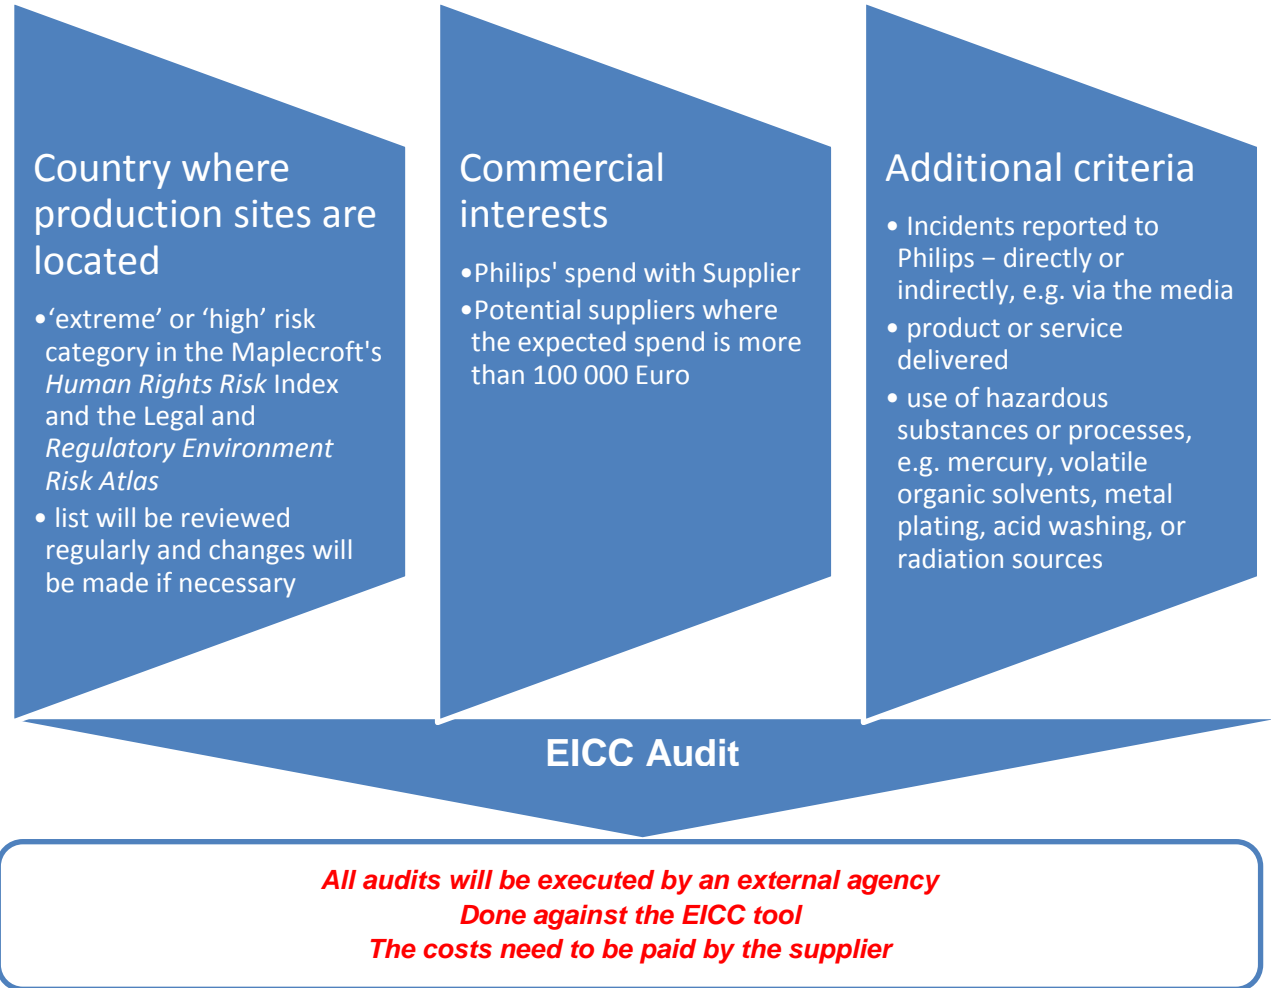 Country where
production sites are
located
•‘extreme’ or ‘high’ risk
category in the Maplecroft's
Human Rights Risk Index
and the Legal and
Regulatory Environment
Risk Atlas
• list will be reviewed
regularly and changes will
be made if necessary
Commercial
interests
•Philips' spend with Supplier
•Potential suppliers where
the expected spend is more
than 100 000 Euro
Additional criteria
• Incidents reported to
Philips – directly or
indirectly, e.g. via the media
• product or service
delivered
• use of hazardous
substances or processes,
e.g. mercury, volatile
organic solvents, metal
plating, acid washing, or
radiation sources
EICC Audit
All audits will be executed by an external agency
Done against the EICC tool
The costs need to be paid by the supplier